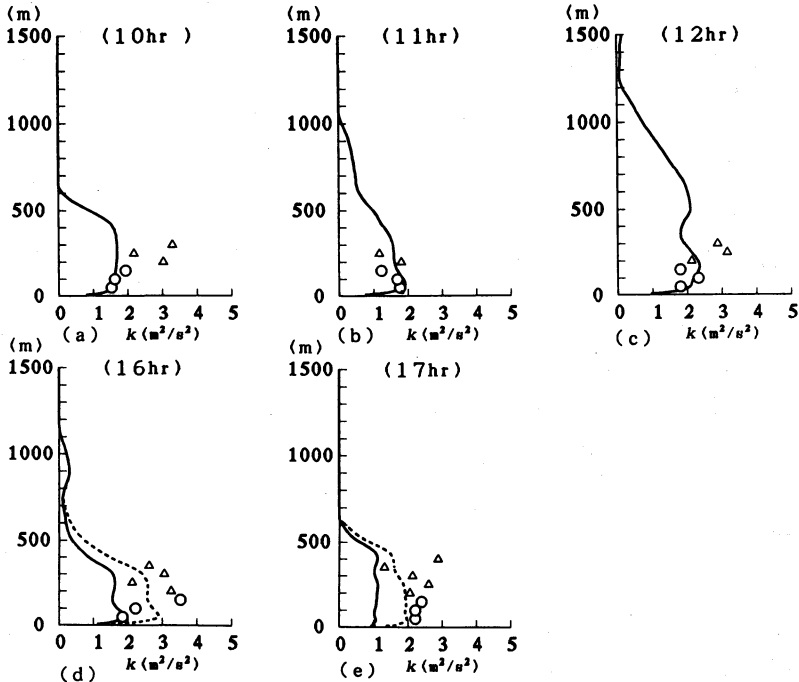 (m)
(10hr )
1500
1000
500
0
0 1 2 3 4 5
(a) k(m²/s²)
(m)
(11hr)
1500
1000
500
0
0 1 2 3 4 5
(b) k(m²/s²)
(m)
(12hr)
1500
1000
500
0
0 1 2 3 4 5
(c) k(m²/s²)
(m)
(16hr)
1500
1000
500
0
0 1 2 3 4 5
(d) k(m²/s²)
(m)
(17hr)
1500
1000
500
0
0 1 2 3 4 5
(e) k(m²/s²)